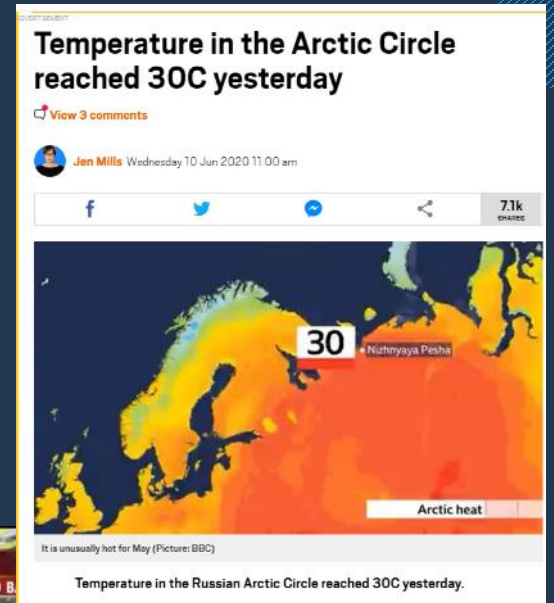 ADVERTISEMENT
Temperature in the Arctic Circle
reached 30C yesterday
View 3 comments
Jen Mills Wednesday 10 Jun 2020 11:00 am
f
7.1k
SHARES
30
Nizhnyaya Pesha
Arctic heat
It is unusually hot for May (Picture: BBC)
Temperature in the Russian Arctic Circle reached 30C yesterday.